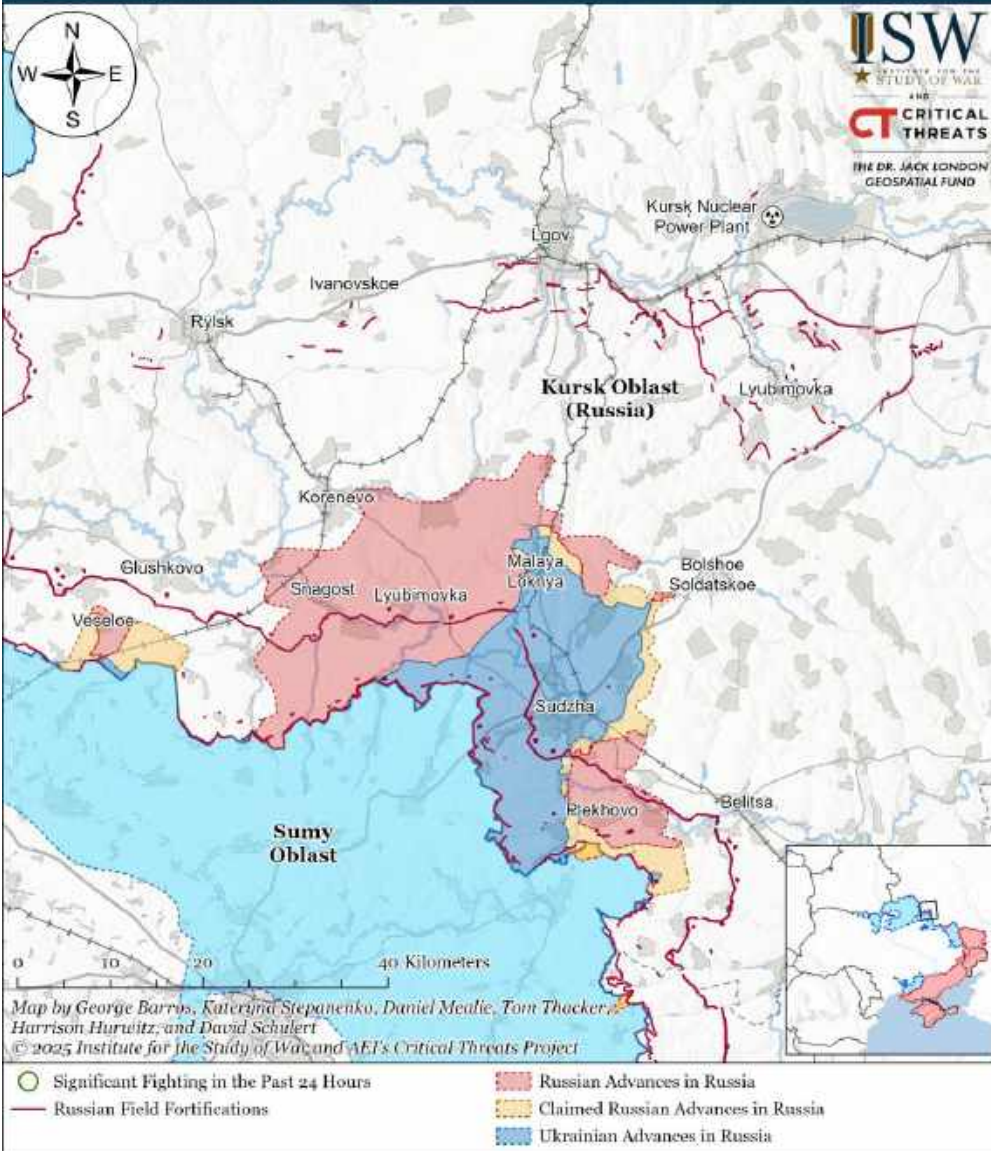 N
W E
S
ISW
INSTITUTE FOR THE
STUDY OF WAR
AND
CT CRITICAL
THREATS
THE DR. JACK LONDON
GEOSPATIAL FUND
Kursk Nuclear
Power Plant
Lgov
Ivanovskoe
Rylsk
Kursk Oblast
(Russia)
Lyubimovka
Korenevo
Glushkovo
Snagost
Lyubimovka
Malaya
Loknya
Bolshoe
Soldatskoe
Veseloe
Sudzha
Plekhovo
Belitsa
Sumy
Oblast
0 10 20 40 Kilometers
Map by George Barros, Kateryna Stepanenko, Daniel Mealie, Tom Thacker,
Harrison Hurwitz, and David Schulert
© 2025 Institute for the Study of War and AEI's Critical Threats Project
Significant Fighting in the Past 24 Hours
Russian Field Fortifications
Russian Advances in Russia
Claimed Russian Advances in Russia
Ukrainian Advances in Russia